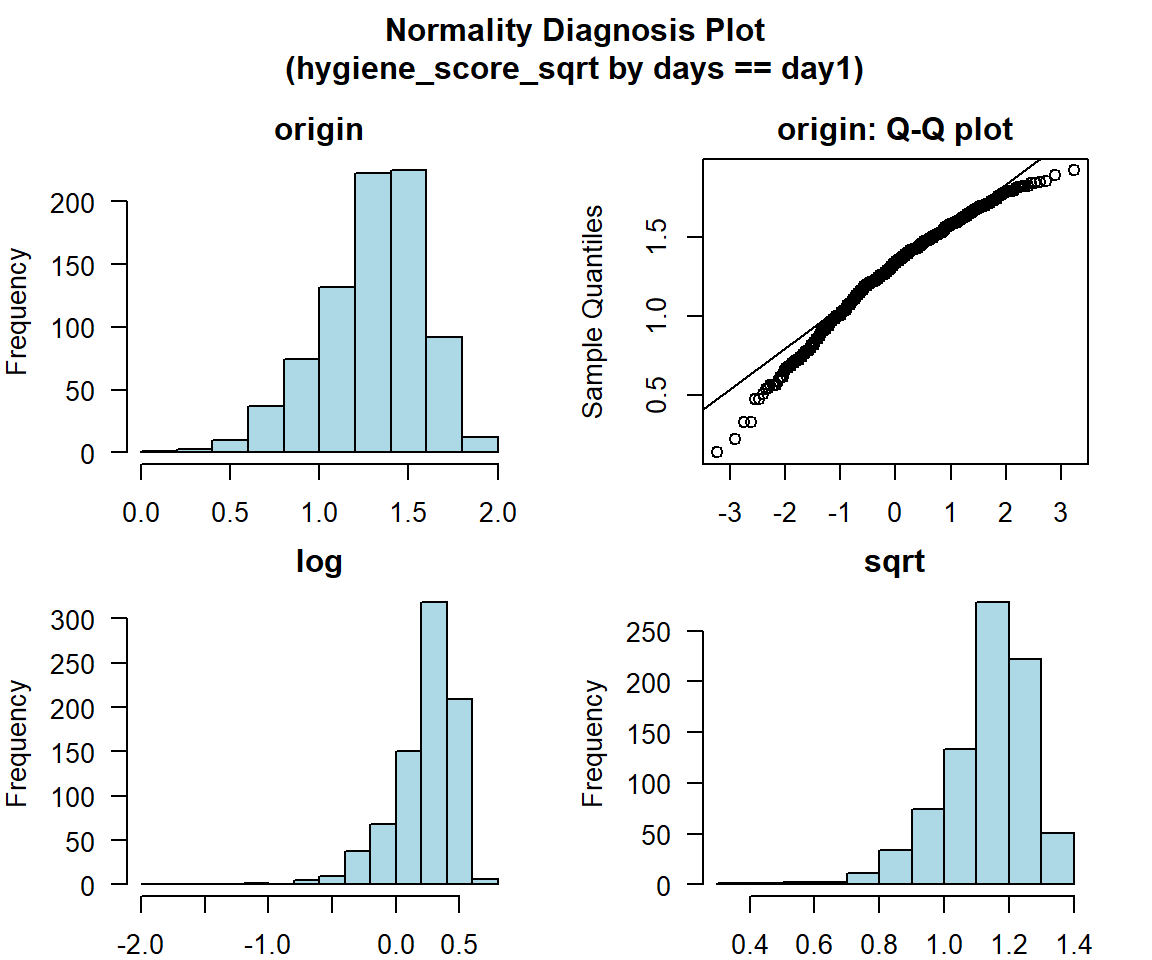 Normality Diagnosis Plot
(hygiene_score_sqrt by days == day1)
origin
Frequency
200
150
100
50
0
0.0 0.5 1.0 1.5 2.0
origin: Q-Q plot
Sample Quantiles
1.5
1.0
0.5
-3 -2 -1 0 1 2 3
log
Frequency
300
250
200
150
100
50
0
-2.0 -1.0 0.0 0.5
sqrt
Frequency
250
200
150
100
50
0
0.4 0.6 0.8 1.0 1.2 1.4